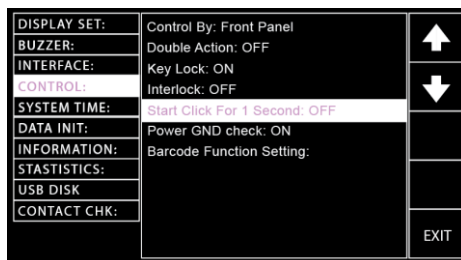 DISPLAY SET:
BUZZER:
INTERFACE:
CONTROL:
SYSTEM TIME:
DATA INIT:
INFORMATION:
STASTISTICS:
USB DISK
CONTACT CHK:
Control By: Front Panel
Double Action: OFF
Key Lock: ON
Interlock: OFF
Start Click For 1 Second: OFF
Power GND check: ON
Barcode Function Setting:
EXIT